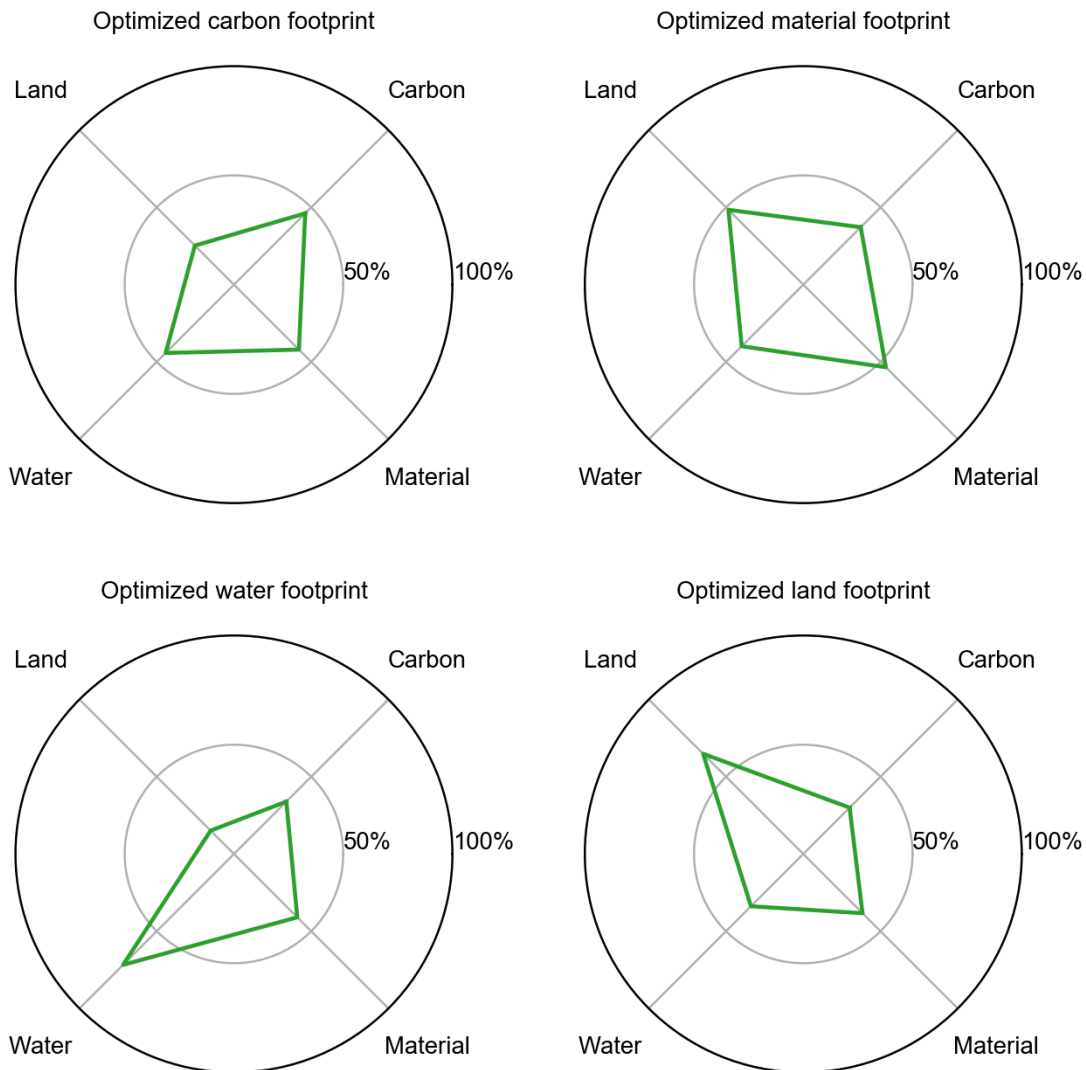 Optimized carbon footprint
Optimized material footprint
Land
Carbon
Land
Carbon
50%
100%
50%
100%
Water
Material
Water
Material
Optimized water footprint
Optimized land footprint
Land
Carbon
Land
Carbon
50%
100%
50%
100%
Water
Material
Water
Material